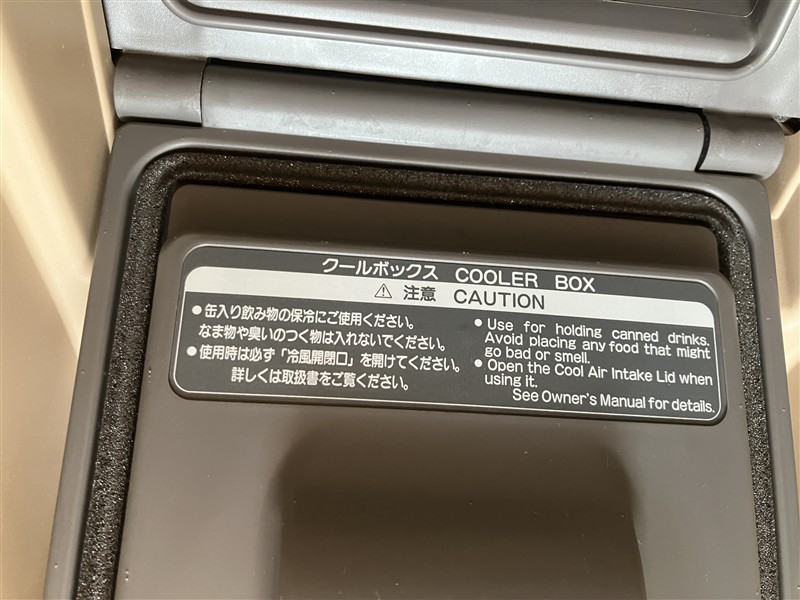 クールボックス COOLER BOX
⚠ 注意 CAUTION
●缶入り飲み物の保冷にご使用ください。
なま物や臭いのつく物は入れないでください。
●使用時は必ず「冷風開閉口」を開けてください。
詳しくは取扱書をご覧ください。
● Use for holding canned drinks.
Avoid placing any food that might
go bad or smell.
● Open the Cool Air Intake Lid when
using it.
See Owner's Manual for details.